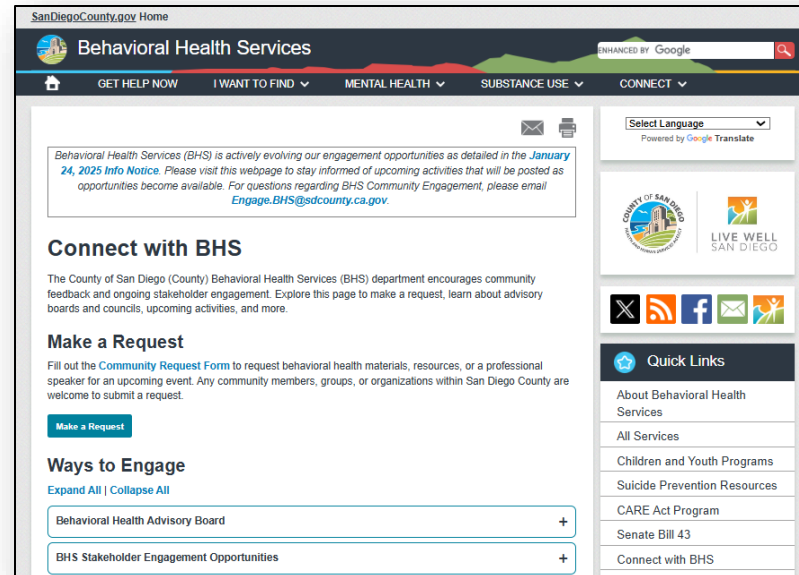 SanDiegoCounty.gov Home
Behavioral Health Services
ENHANCED BY Google
GET HELP NOW
I WANT TO FIND
MENTAL HEALTH
SUBSTANCE USE
CONNECT
Behavioral Health Services (BHS) is actively evolving our engagement opportunities as detailed in the January
24, 2025 Info Notice. Please visit this webpage to stay informed of upcoming activities that will be posted as
opportunities become available. For questions regarding BHS Community Engagement, please email
Engage.BHS@sdcounty.ca.gov.
Connect with BHS
The County of San Diego (County) Behavioral Health Services (BHS) department encourages community
feedback and ongoing stakeholder engagement. Explore this page to make a request, learn about advisory
boards and councils, upcoming activities, and more.
Make a Request
Fill out the Community Request Form to request behavioral health materials, resources, or a professional
speaker for an upcoming event. Any community members, groups, or organizations within San Diego County are
welcome to submit a request.
Make a Request
Ways to Engage
Expand All | Collapse All
Behavioral Health Advisory Board
+
BHS Stakeholder Engagement Opportunities
+
Select Language
Powered by Google Translate
COUNTY OF SAN DIEGO
HEALTH AND HUMAN SERVICES AGENCY
LIVE WELL
SAN DIEGO
Quick Links
About Behavioral Health
Services
All Services
Children and Youth Programs
Suicide Prevention Resources
CARE Act Program
Senate Bill 43
Connect with BHS